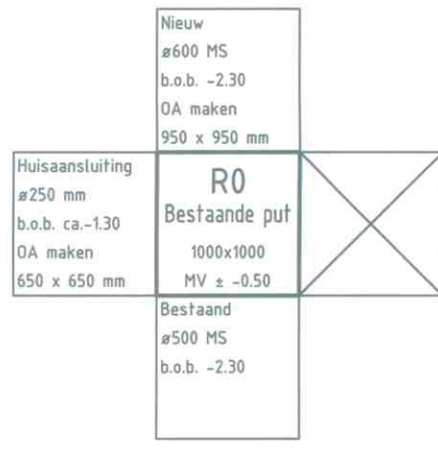 Nieuw
ø600 MS
b.o.b. -2.30
OA maken
950 x 950 mm
Huisaansluiting
ø250 mm
b.o.b. ca.-1.30
OA maken
650 x 650 mm
R0
Bestaande put
1000x1000
MV ± -0.50
Bestaand
ø500 MS
b.o.b. -2.30